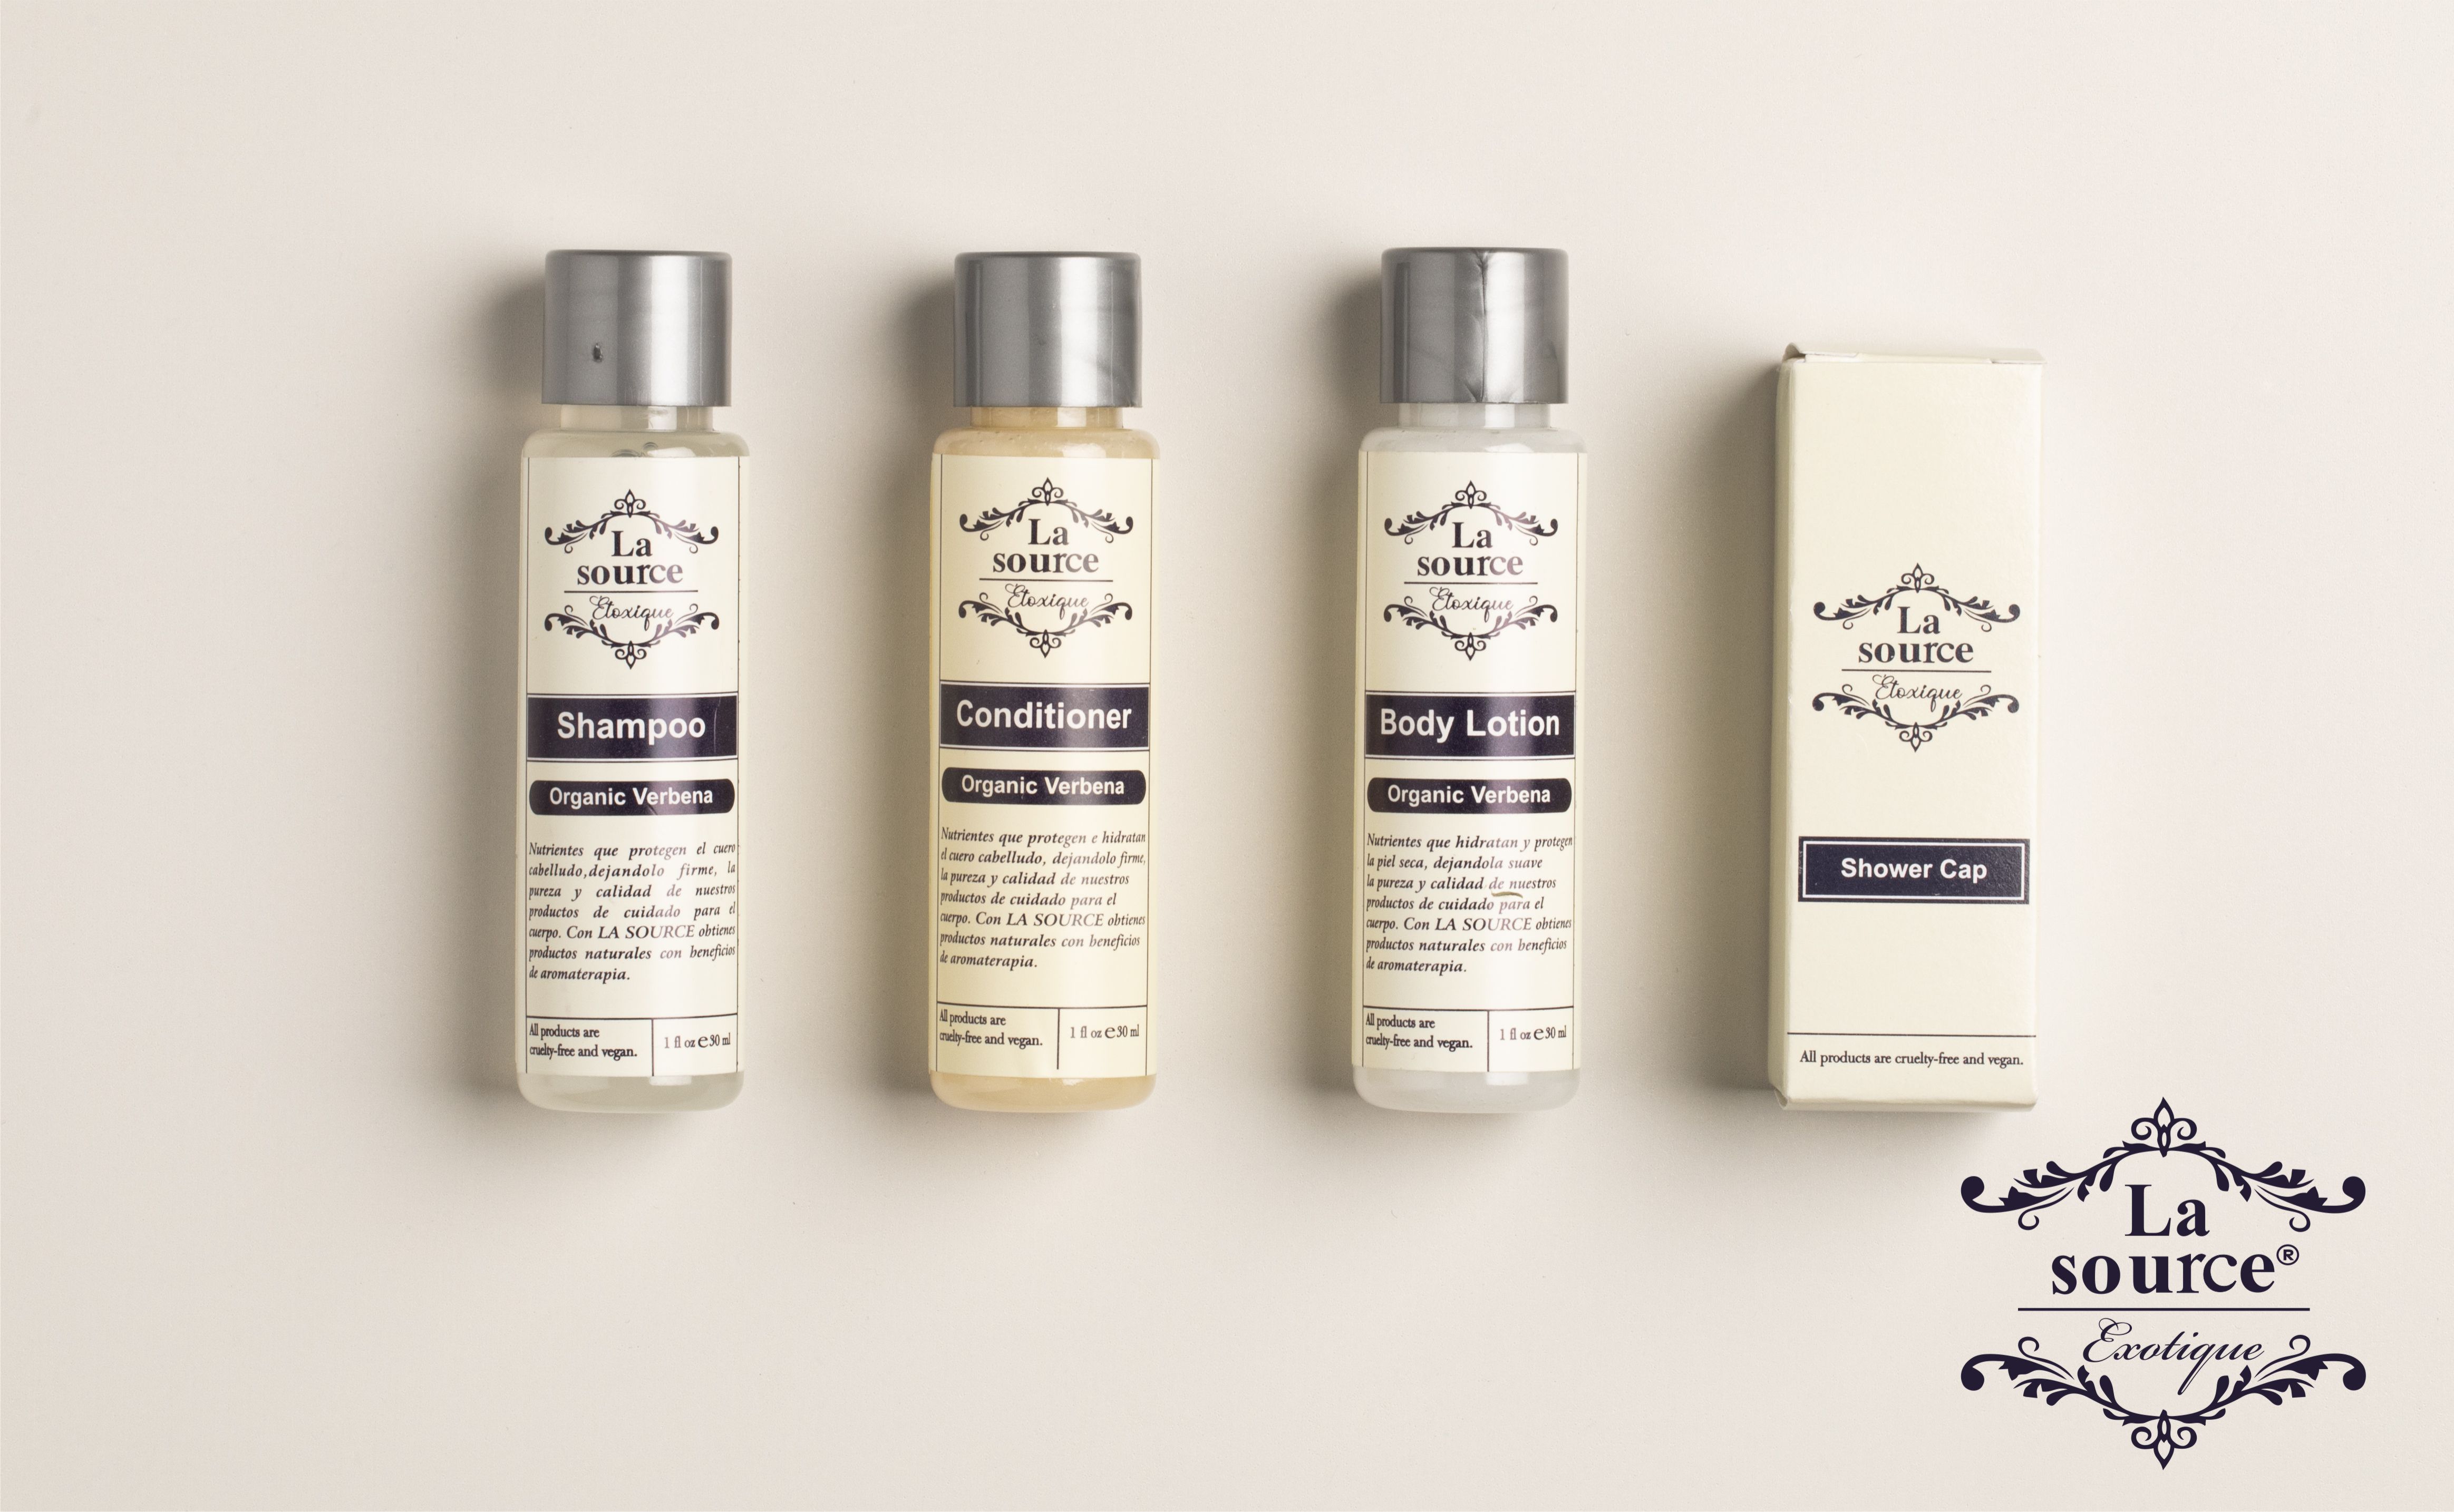 La
source
Etoxique
Shampoo
Organic Verbena
Nutrientes que protegen el cuero
cabelludo,dejandolo firme, la
pureza y calidad de nuestros
productos de cuidado para el
cuerpo. Con LA SOURCE obtienes
productos naturales con beneficios
de aromaterapia.
All products are
cruelty-free and vegan.
1 fl oz ℮30 ml
La
source
Etoxique
Conditioner
Organic Verbena
Nutrientes que protegen e hidratan
el cuero cabelludo, dejandolo firme,
la pureza y calidad de nuestros
productos de cuidado para el
cuerpo. Con LA SOURCE obtienes
productos naturales con beneficios
de aromaterapia.
All products are
cruelty-free and vegan.
1 fl oz ℮30 ml
La
source
Etoxique
Body Lotion
Organic Verbena
Nutrientes que hidratan y protegen
la piel seca, dejandola suave
la pureza y calidad de nuestros
productos de cuidado para el
cuerpo. Con LA SOURCE obtienes
productos naturales con beneficios
de aromaterapia.
All products are
cruelty-free and vegan.
1 fl oz ℮30 ml
La
source
Etoxique
Shower Cap
All products are cruelty-free and vegan.
La
source®
Exotique